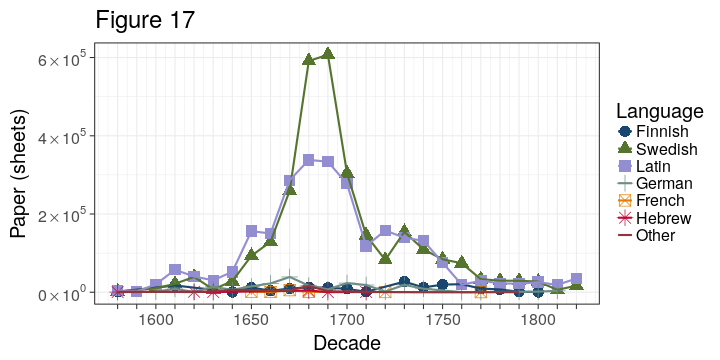 Figure 17
Paper (sheets)
6 × 10⁵
4 × 10⁵
2 × 10⁵
0 × 10⁰
1600
1650
1700
1750
1800
Decade
Language
Finnish
Swedish
Latin
German
French
Hebrew
Other